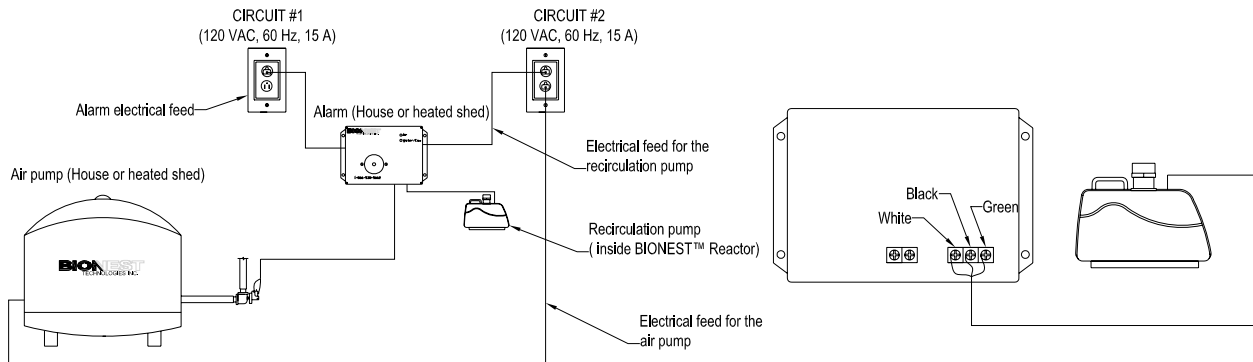 CIRCUIT #1
(120 VAC, 60 Hz, 15 A)
CIRCUIT #2
(120 VAC, 60 Hz, 15 A)
Alarm electrical feed
Alarm (House or heated shed)
Electrical feed for the
recirculation pump
Air pump (House or heated shed)
BIONEST
TECHNOLOGIES INC.
Recirculation pump
( inside BIONEST™ Reactor)
Electrical feed for the
air pump
Black
White
Green